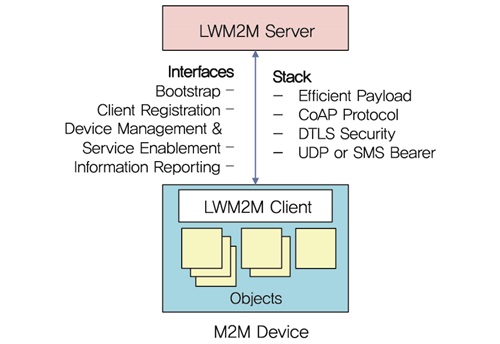 LWM2M Server
Interfaces
Bootstrap –
Client Registration –
Device Management &
Service Enablement –
Information Reporting –
Stack
– Efficient Payload
– CoAP Protocol
– DTLS Security
– UDP or SMS Bearer
LWM2M Client
Objects
M2M Device